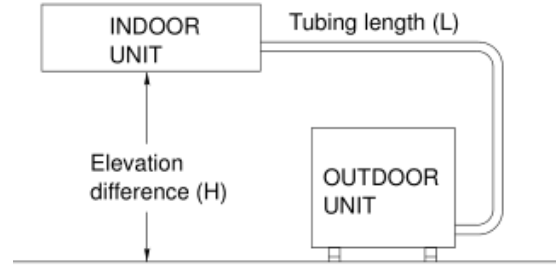 INDOOR
UNIT
Tubing length (L)
Elevation
difference (H)
OUTDOOR
UNIT